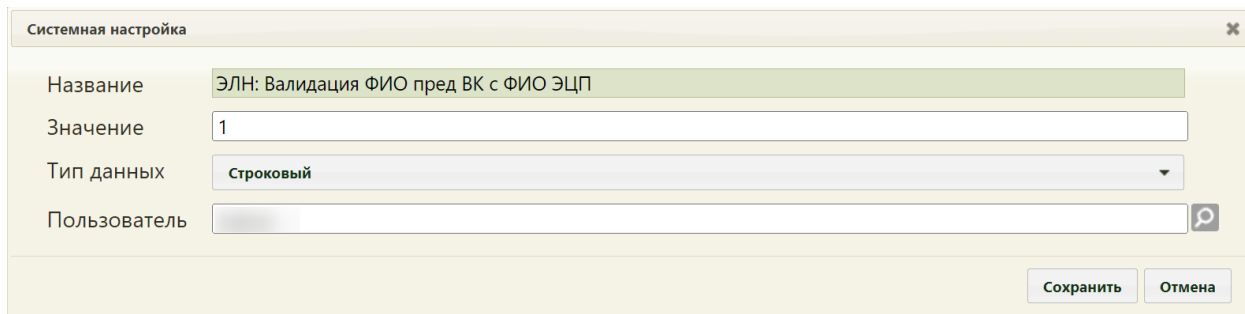 Системная настройка
Название ЭЛН: Валидация ФИО пред ВК с ФИО ЭЦП
Значение 1
Тип данных Строковый
Пользователь
Сохранить Отмена